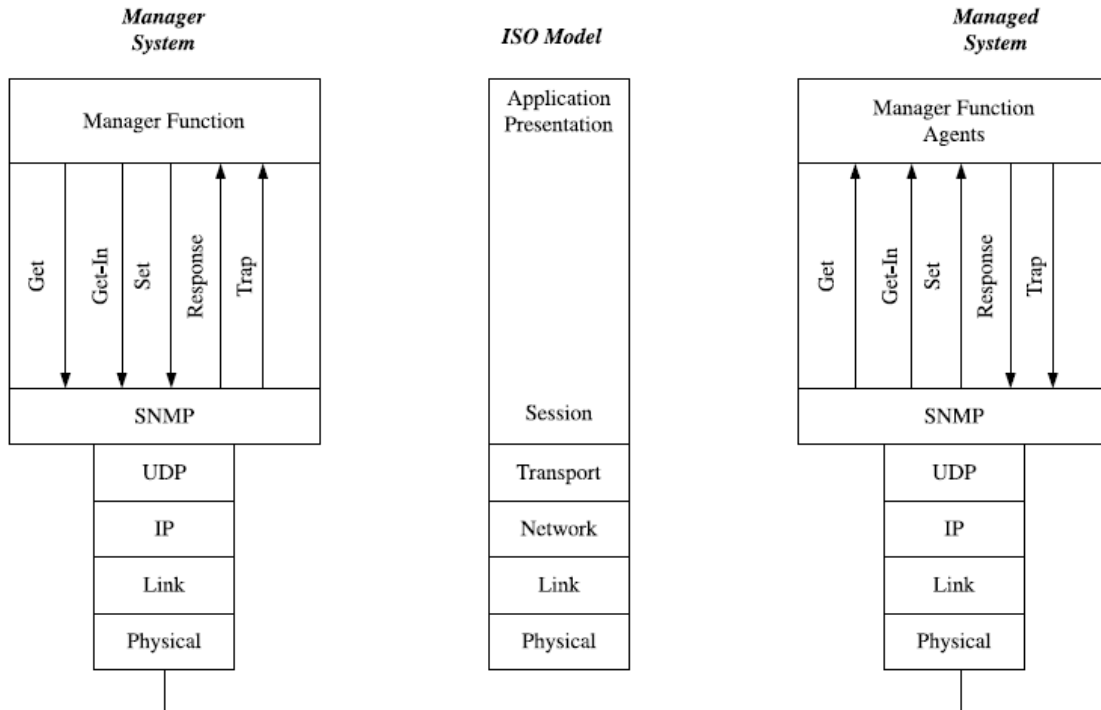 Manager
System
Manager Function
Get
Get-In
Set
Response
Trap
SNMP
UDP
IP
Link
Physical
ISO Model
Application
Presentation
Session
Transport
Network
Link
Physical
Managed
System
Manager Function
Agents
Get
Get-In
Set
Response
Trap
SNMP
UDP
IP
Link
Physical